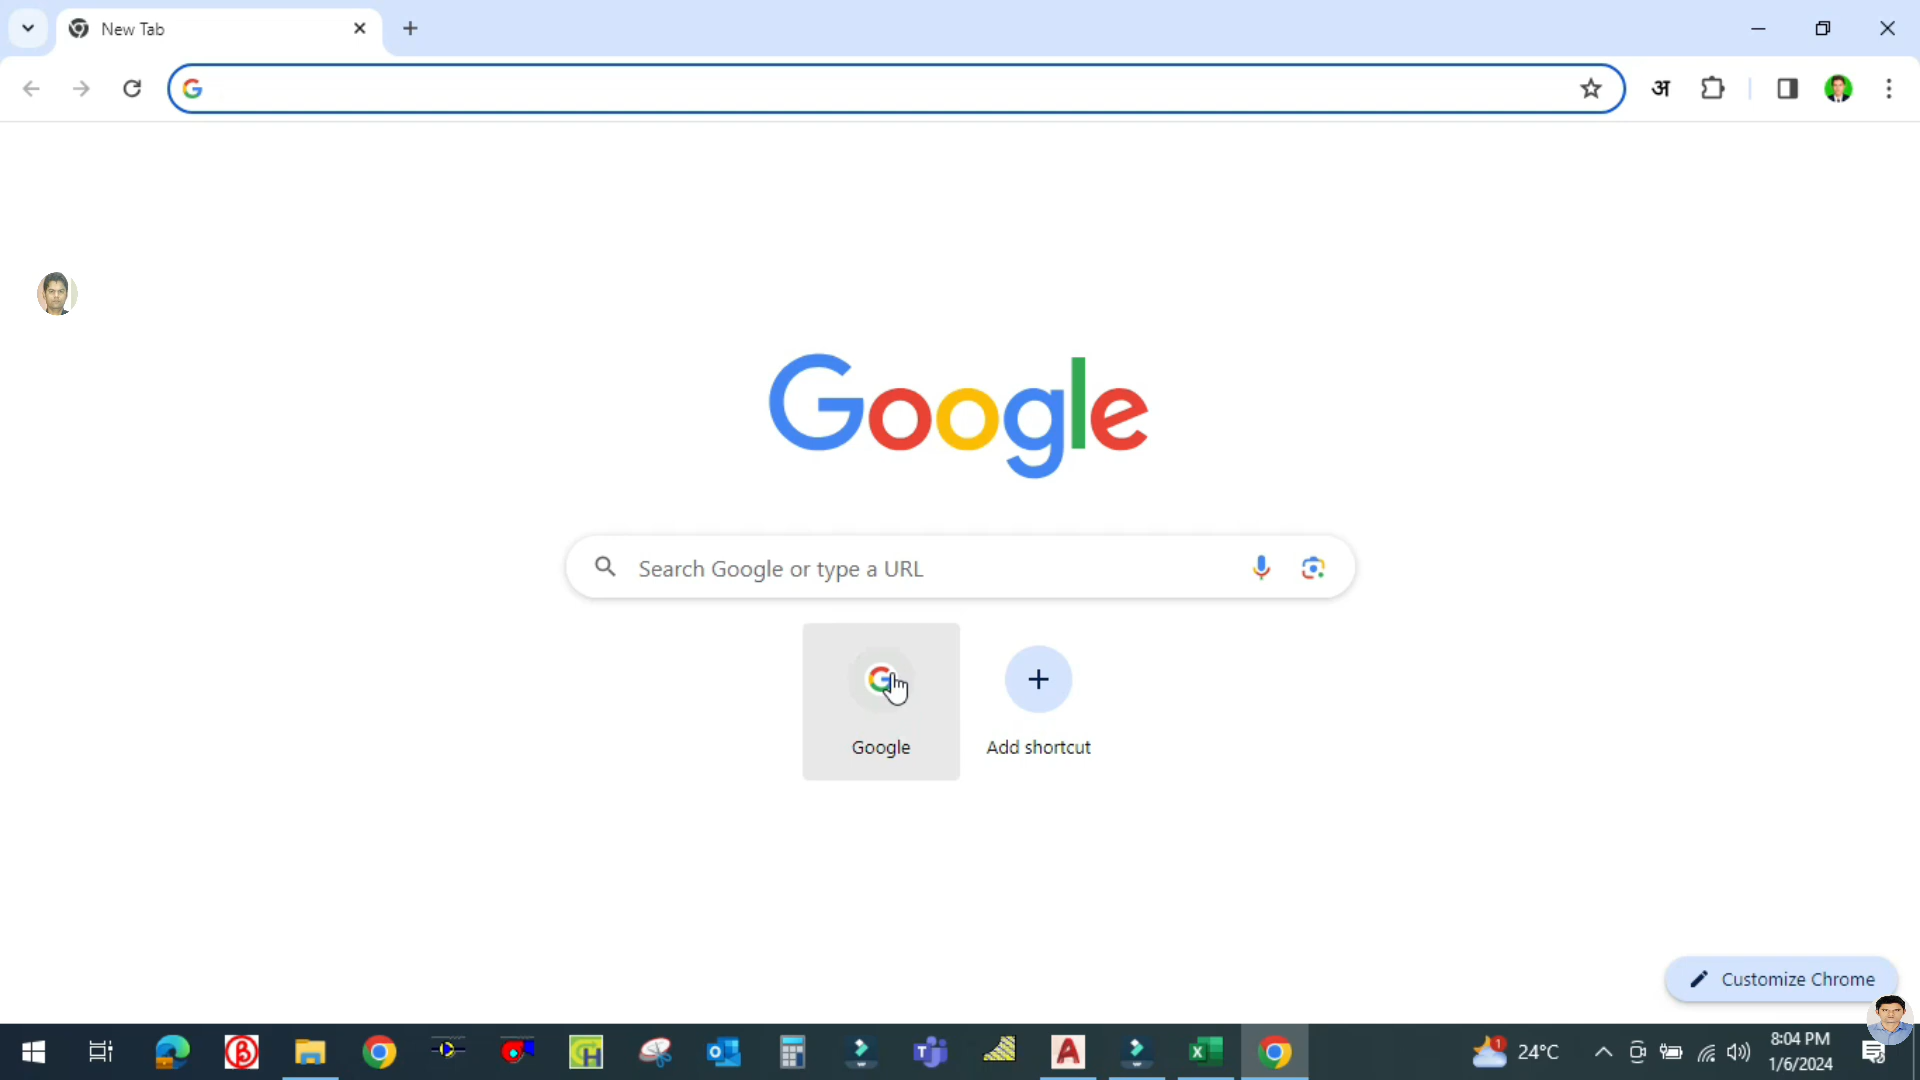 New Tab
अ
Google
Search Google or type a URL
Google
Add shortcut
Customize Chrome
1
24°C
8:04 PM
1/6/2024